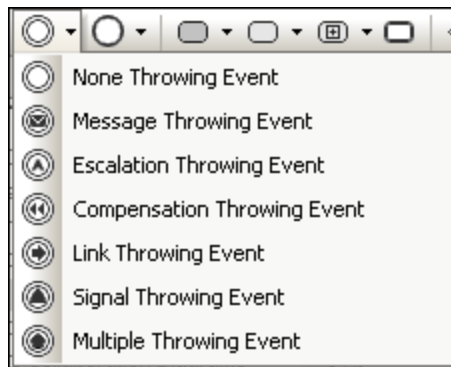 None Throwing Event
Message Throwing Event
Escalation Throwing Event
Compensation Throwing Event
Link Throwing Event
Signal Throwing Event
Multiple Throwing Event